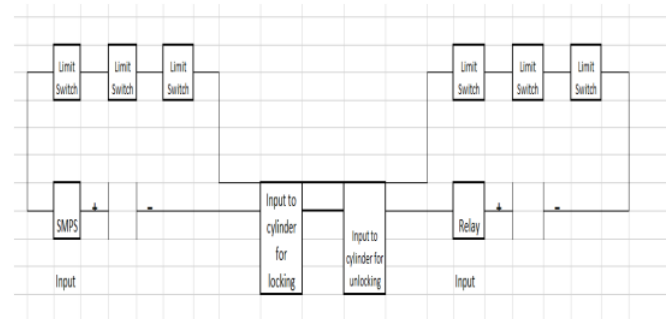 Limit
Switch
Limit
Switch
Limit
Switch
Limit
Switch
Limit
Switch
Limit
Switch
SMPS
+
-
Input to
cylinder
for
locking
Input to
cylinder for
unlocking
Relay
+
-
Input
Input